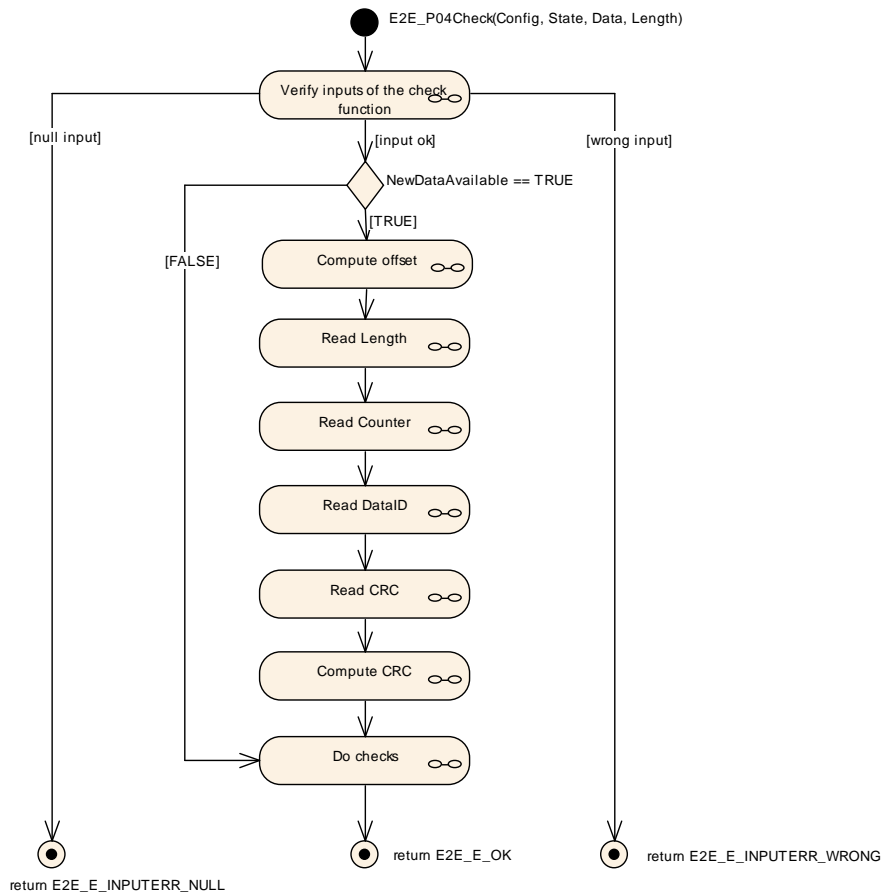 E2E_P04Check(Config, State, Data, Length)
Verify inputs of the check
function
[null input]
[input ok]
[wrong input]
NewDataAvailable == TRUE
[TRUE]
[FALSE]
Compute offset
Read Length
Read Counter
Read DataID
Read CRC
Compute CRC
Do checks
return E2E_E_OK
return E2E_E_INPUTERR_WRONG
return E2E_E_INPUTERR_NULL